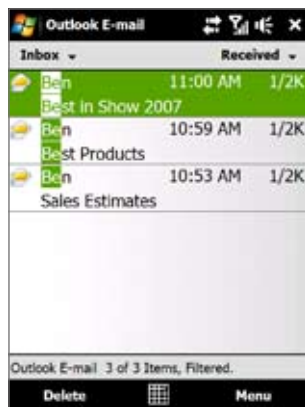 Outlook E-mail
Inbox Received
Ben 11:00 AM 1/2K
Best in Show 2007
Ben 10:59 AM 1/2K
Best Products
Ben 10:53 AM 1/2K
Sales Estimates
Outlook E-mail 3 of 3 Items, Filtered.
Delete Menu